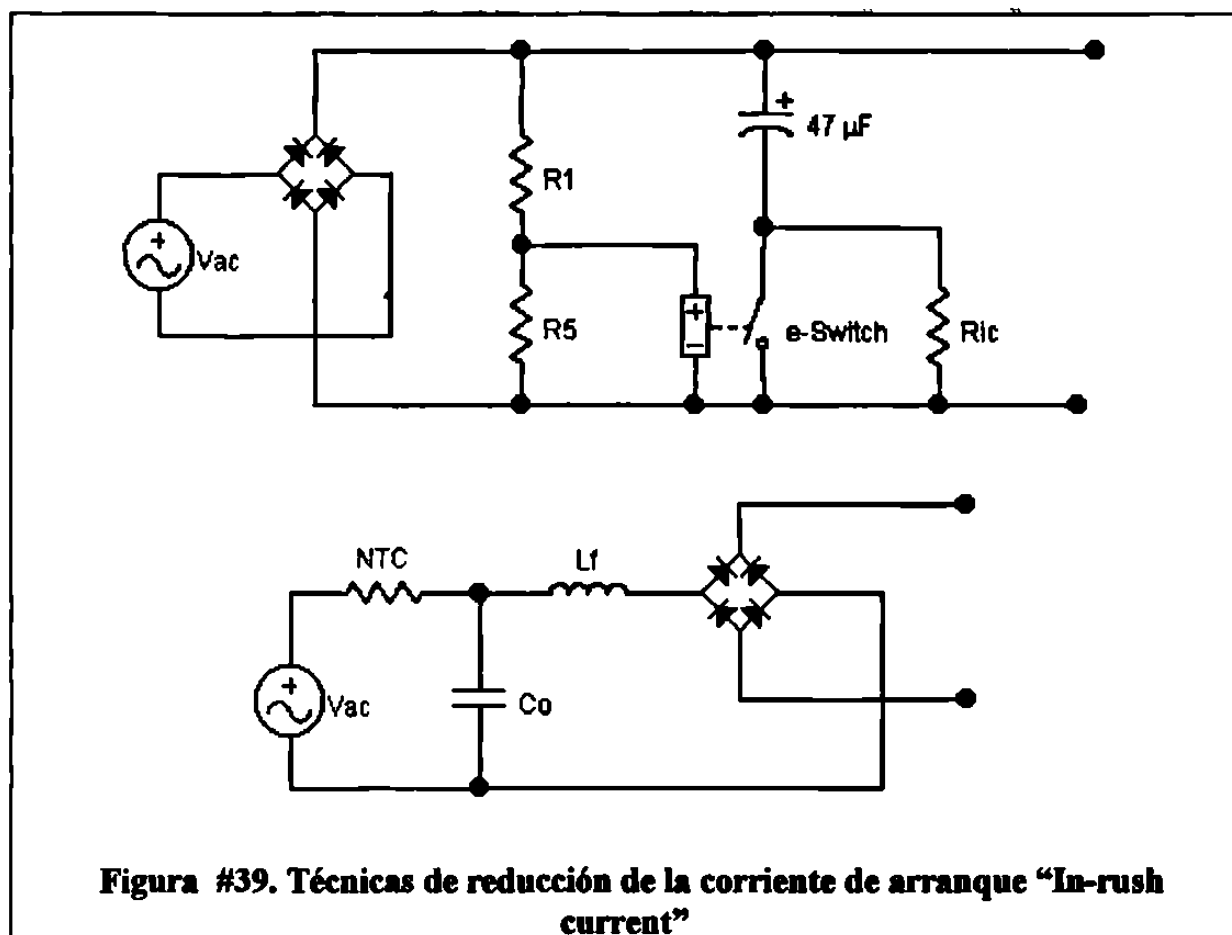 +
47 µF
R1
+
Vac
R5
+
-
e-Switch
Ric
NTC
Lf
+
Vac
Co
Figura #39. Técnicas de reducción de la corriente de arranque “In-rush
current”